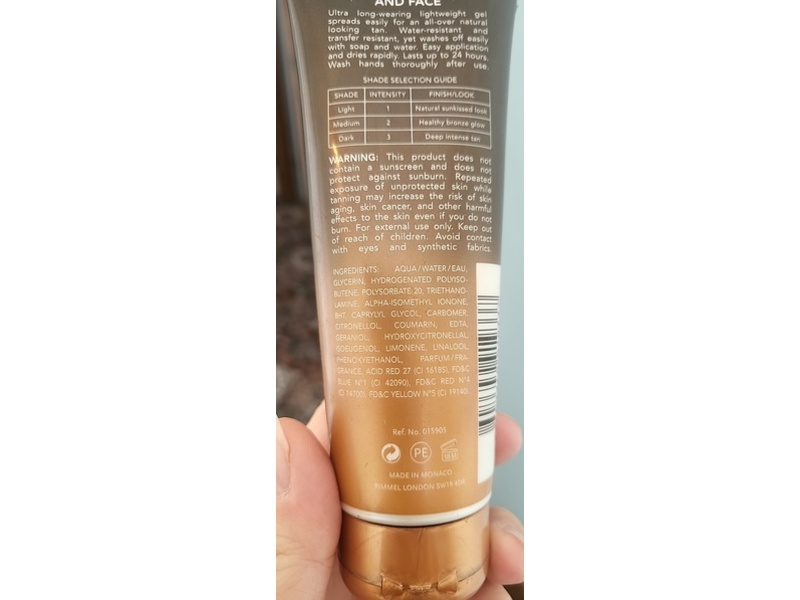 AND FACE
Ultra long-wearing lightweight gel
spreads easily for an all-over natural
looking tan. Water-resistant and
transfer resistant, yet washes off easily
with soap and water. Easy application
and dries rapidly. Lasts up to 24 hours.
Wash hands thoroughly after use.
SHADE SELECTION GUIDE
SHADE INTENSITY FINISH/LOOK
Light 1 Natural sunkissed look
Medium 2 Healthy bronze glow
Dark 3 Deep intense tan
WARNING: This product does not
contain a sunscreen and does not
protect against sunburn. Repeated
exposure of unprotected skin while
tanning may increase the risk of skin
aging, skin cancer, and other harmful
effects to the skin even if you do not
burn. For external use only. Keep out
of reach of children. Avoid contact
with eyes and synthetic fabrics.
INGREDIENTS: AQUA/WATER/EAU,
GLYCERIN, HYDROGENATED POLYISO-
BUTENE, POLYSORBATE 20, TRIETHANO-
LAMINE, ALPHA-ISOMETHYL IONONE,
BHT, CAPRYLYL GLYCOL, CARBOMER,
CITRONELLOL, COUMARIN, EDTA,
GERANIOL, HYDROXYCITRONELLAL,
ISOEUGENOL, LIMONENE, LINALOOL,
PHENOXYETHANOL, PARFUM/FRA-
GRANCE, ACID RED 27 (CI 16185), FD&C
BLUE N°1 (CI 42090), FD&C RED N°4
(CI 14700), FD&C YELLOW N°5 (CI 19140).
Ref. No. 015901
PE
MADE IN MONACO
RIMMEL LONDON SW19